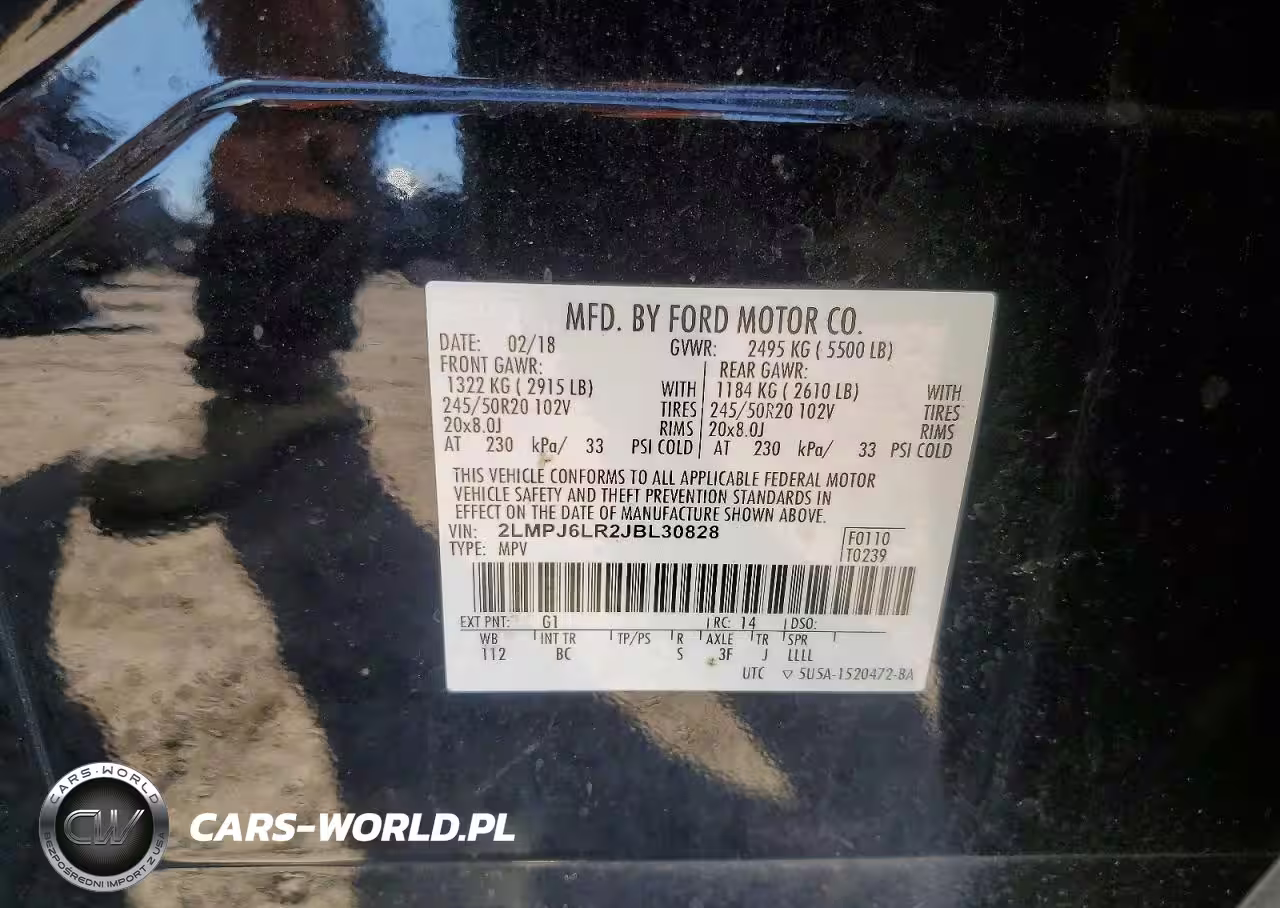 MFD. BY FORD MOTOR CO.
DATE: 02/18 GVWR: 2495 KG ( 5500 LB)
FRONT GAWR: REAR GAWR:
1322 KG ( 2915 LB) WITH 1184 KG ( 2610 LB) WITH
245/50R20 102V TIRES 245/50R20 102V TIRES
20x8.0J RIMS 20x8.0J RIMS
AT 230 kPa/ 33 PSI COLD AT 230 kPa/ 33 PSI COLD
THIS VEHICLE CONFORMS TO ALL APPLICABLE FEDERAL MOTOR
VEHICLE SAFETY AND THEFT PREVENTION STANDARDS IN
EFFECT ON THE DATE OF MANUFACTURE SHOWN ABOVE.
VIN: 2LMPJ6LR2JBL30828 F0110
TYPE: MPV T0239
EXT PNT: G1 RC: 14 DSO:
WB INT TR TP/PS R AXLE TR SPR
112 BC S 3F J LLLL
UTC ▽ 5U5A-1520472-BA
CARS-WORLD
CW
BEZPOŚREDNI IMPORT Z USA
CARS-WORLD.PL